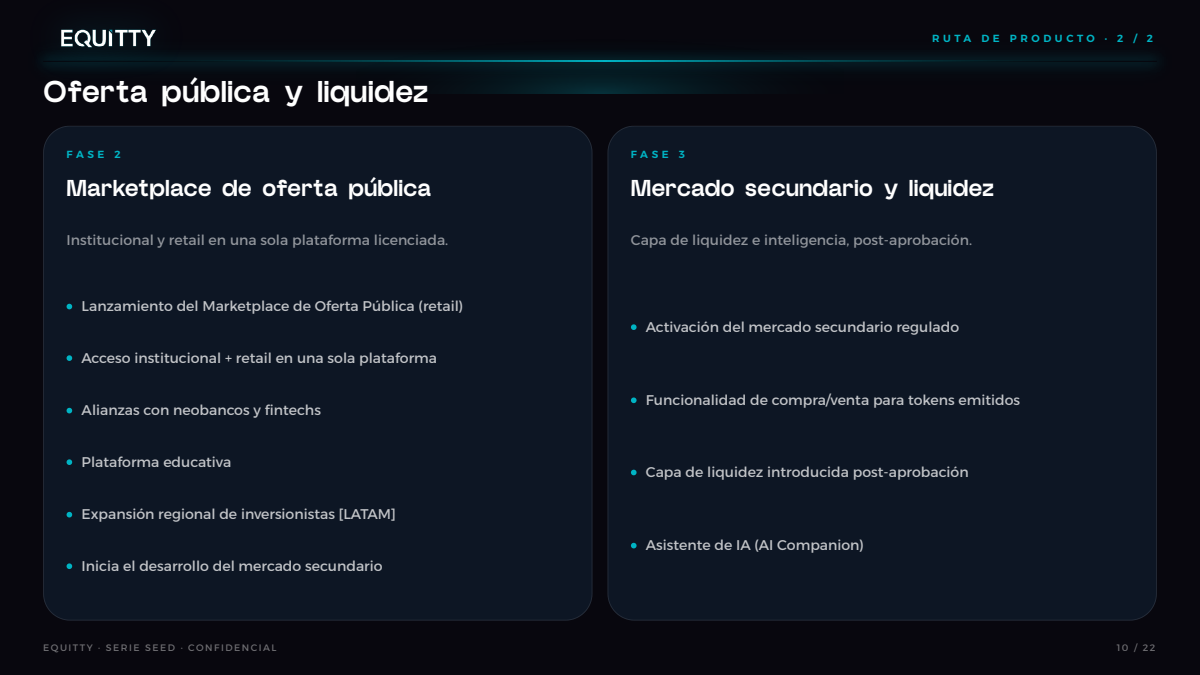 EQUITTY
RUTA DE PRODUCTO · 2 / 2
Oferta pública y liquidez
FASE 2
Marketplace de oferta pública
Institucional y retail en una sola plataforma licenciada.
• Lanzamiento del Marketplace de Oferta Pública (retail)
• Acceso institucional + retail en una sola plataforma
• Alianzas con neobancos y fintechs
• Plataforma educativa
• Expansión regional de inversionistas [LATAM]
• Inicia el desarrollo del mercado secundario
FASE 3
Mercado secundario y liquidez
Capa de liquidez e inteligencia, post-aprobación.
• Activación del mercado secundario regulado
• Funcionalidad de compra/venta para tokens emitidos
• Capa de liquidez introducida post-aprobación
• Asistente de IA (AI Companion)
EQUITTY · SERIE SEED · CONFIDENCIAL
10 / 22